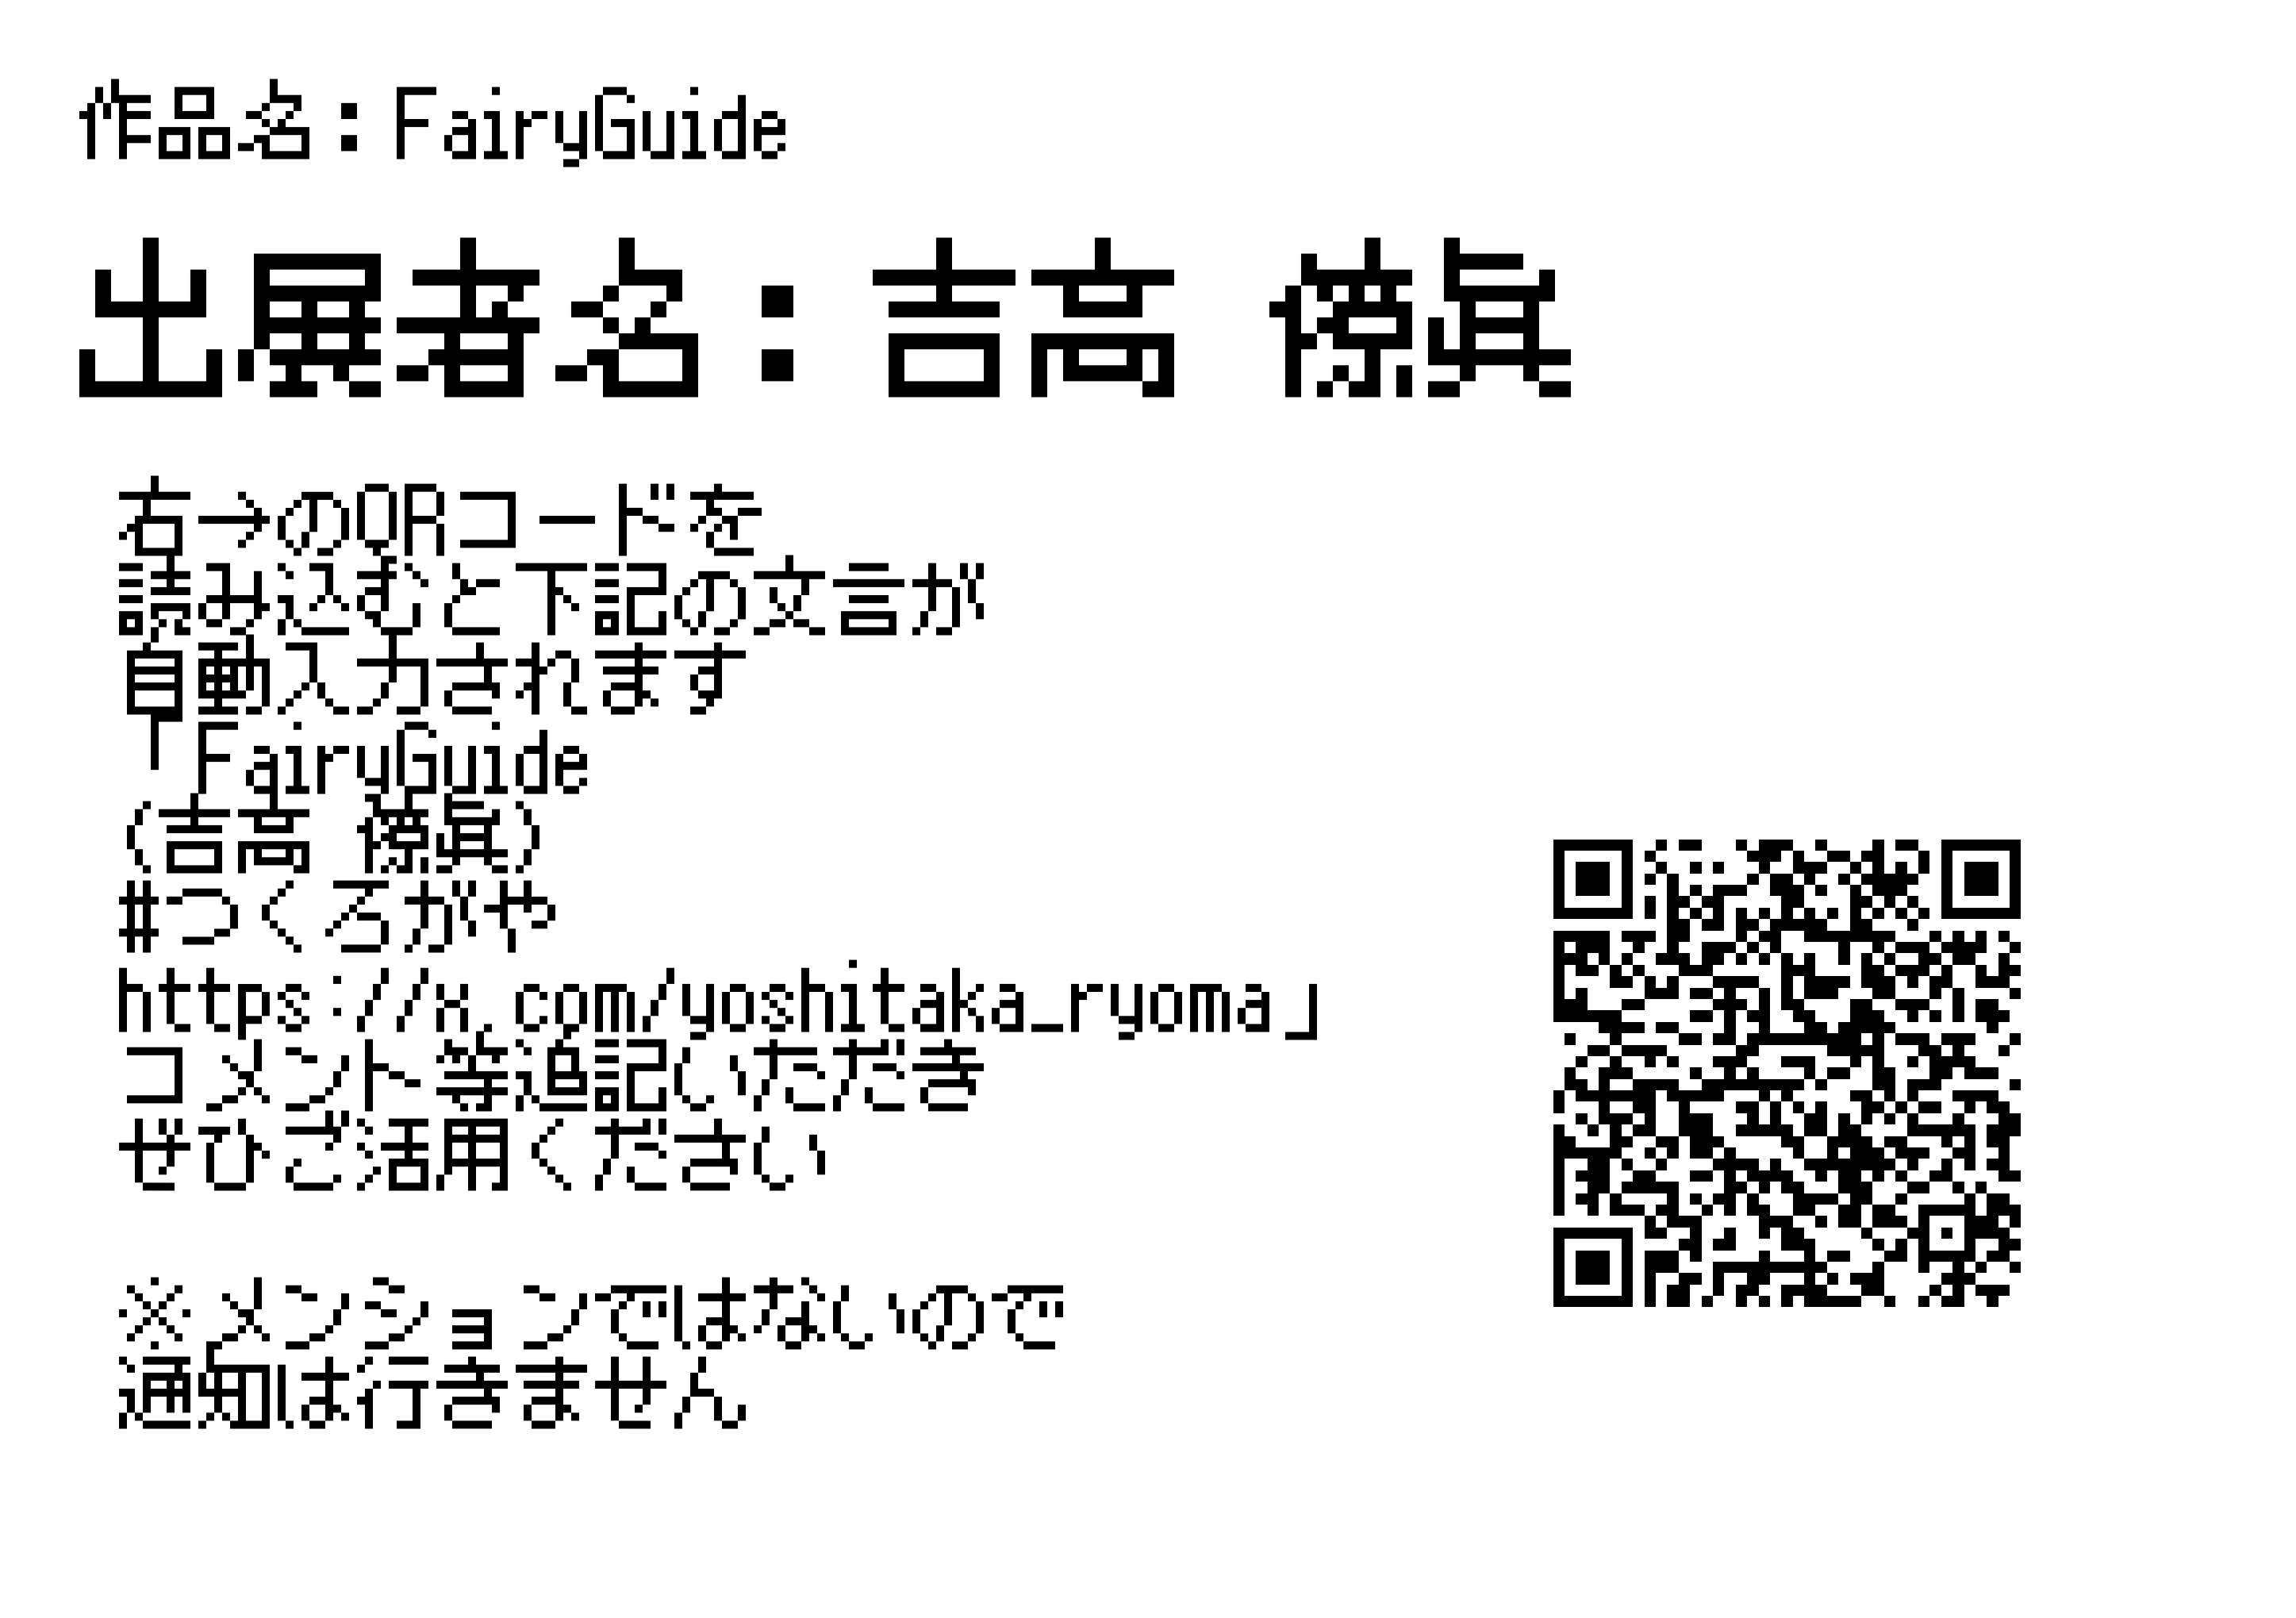 作品名：FairyGuide
出展者名：吉高 僚眞
右→のQRコードを
読み込むと下記の文言が
自動入力されます
「FairyGuide
(吉高 僚眞)
#つくろがや
https://x.com/yoshitaka_ryoma」
コメントを追記いただき
ぜひご活用ください
※メンションではないので
通知は行きません